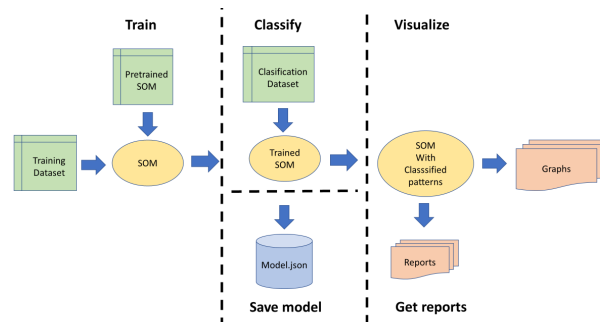 Train
Classify
Visualize
Pretrained
SOM
Clasification
Dataset
Training
Dataset
SOM
Trained
SOM
SOM
With
Classsified
patterns
Graphs
Model.json
Reports
Save model
Get reports